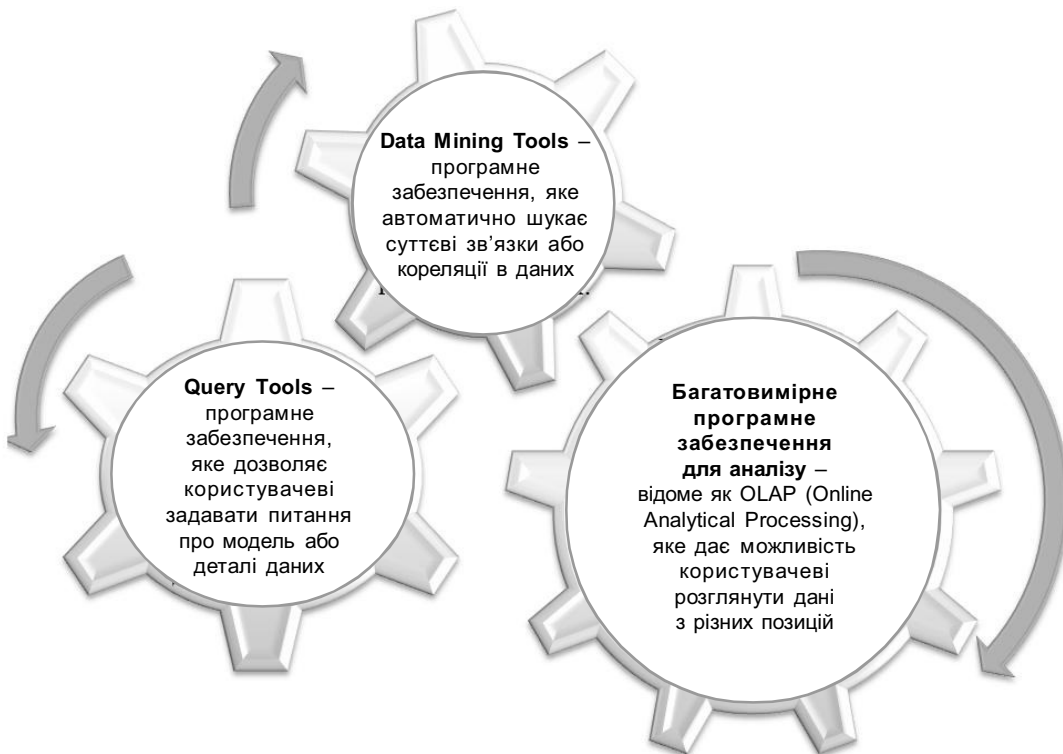 Data Mining Tools –
програмне
забезпечення, яке
автоматично шукає
суттєві зв’язки або
кореляції в даних
Query Tools –
програмне
забезпечення,
яке дозволяє
користувачеві
задавати питання
про модель або
деталі даних
Багатовимірне
програмне
забезпечення
для аналізу –
відоме як OLAP (Online
Analytical Processing),
яке дає можливість
користувачеві
розглянути дані
з різних позицій